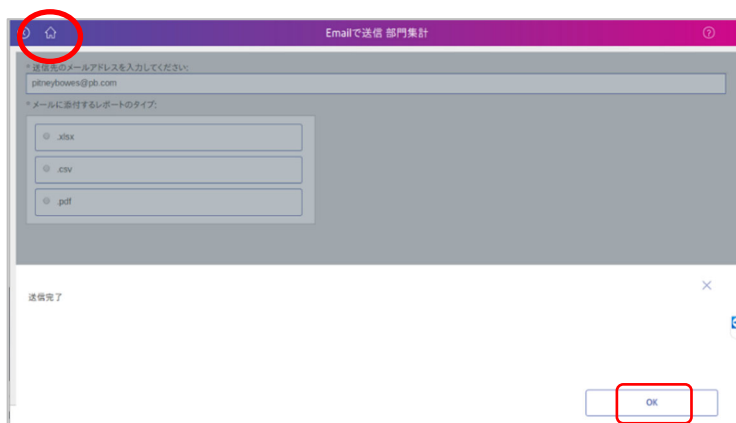 Emailで送信 部門集計
* 送信先のメールアドレスを入力してください:
pitneybowes@pb.com
* メールに添付するレポートのタイプ:
.xlsx
.csv
.pdf
送信完了
OK